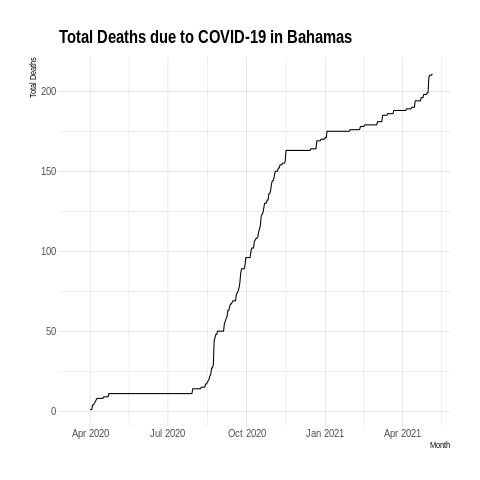 Total Deaths due to COVID-19 in Bahamas
Total Deaths
200
150
100
50
0
Apr 2020 Jul 2020 Oct 2020 Jan 2021 Apr 2021
Month